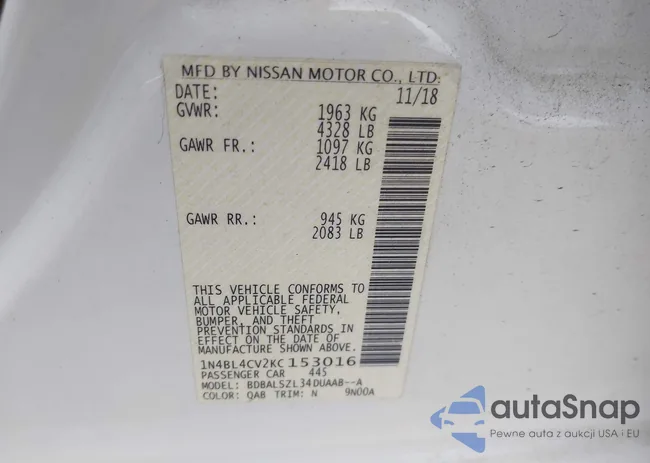 MFD BY NISSAN MOTOR CO., LTD.
DATE: 11/18
GVWR: 1963 KG
4328 LB
GAWR FR.: 1097 KG
2418 LB
GAWR RR.: 945 KG
2083 LB
THIS VEHICLE CONFORMS TO
ALL APPLICABLE FEDERAL
MOTOR VEHICLE SAFETY,
BUMPER, AND THEFT
PREVENTION STANDARDS IN
EFFECT ON THE DATE OF
MANUFACTURE SHOWN ABOVE.
1N4BL4CV2KC153016
PASSENGER CAR 445
MODEL: BDBALSZL34DUAAB--A
COLOR: QAB TRIM: N 9N00A
autoSnap
Pewne auta z aukcji USA i EU